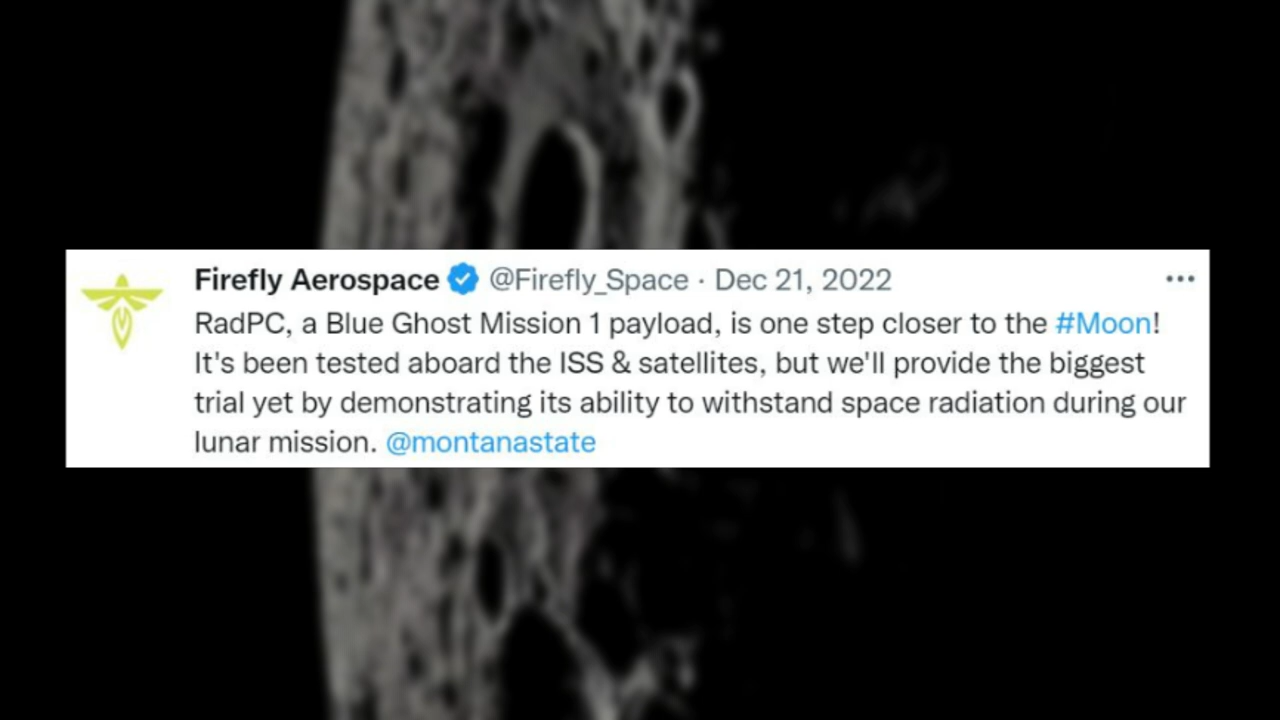 Firefly Aerospace @Firefly_Space · Dec 21, 2022
RadPC, a Blue Ghost Mission 1 payload, is one step closer to the #Moon!
It's been tested aboard the ISS & satellites, but we'll provide the biggest
trial yet by demonstrating its ability to withstand space radiation during our
lunar mission. @montanastate